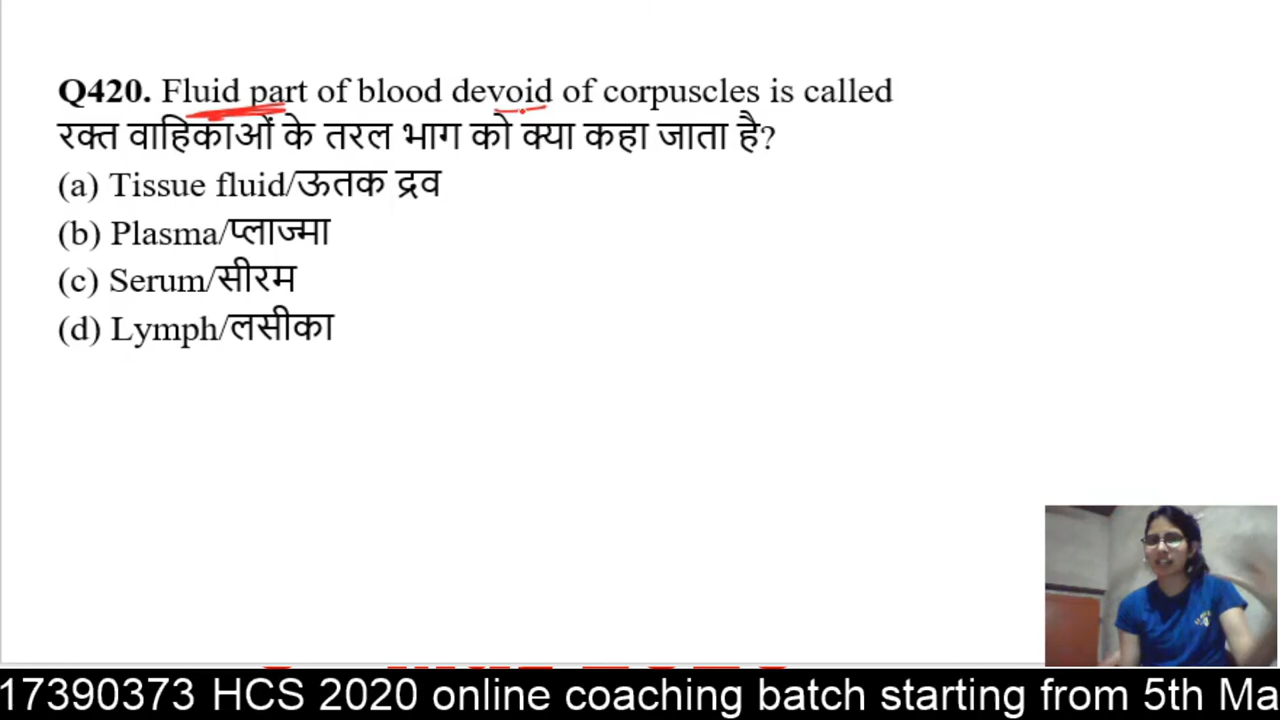 Q420. Fluid part of blood devoid of corpuscles is called
रक्त वाहिकाओं के तरल भाग को क्या कहा जाता है?
(a) Tissue fluid/ऊतक द्रव
(b) Plasma/प्लाज्मा
(c) Serum/सीरम
(d) Lymph/लसीका
17390373 HCS 2020 online coaching batch starting from 5th Ma